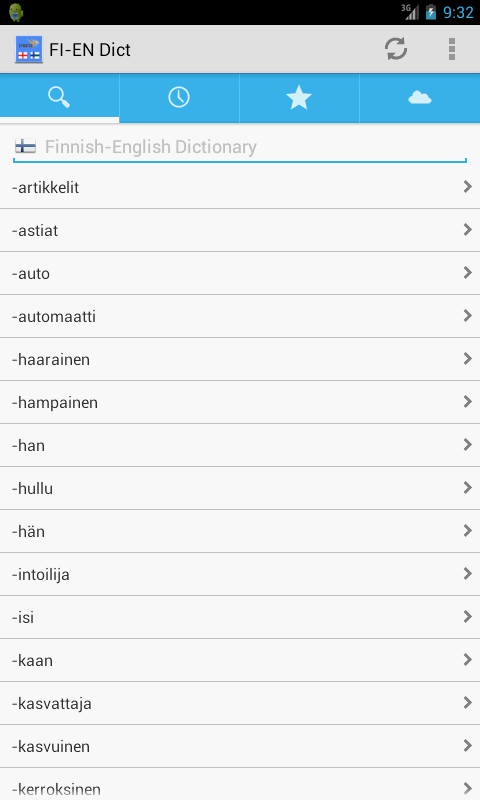 3G 9:32
FI-EN Dict
Finnish-English Dictionary
-artikkelit
-astiat
-auto
-automaatti
-haarainen
-hampainen
-han
-hullu
-hän
-intoilija
-isi
-kaan
-kasvattaja
-kasvuinen
-kerroksinen